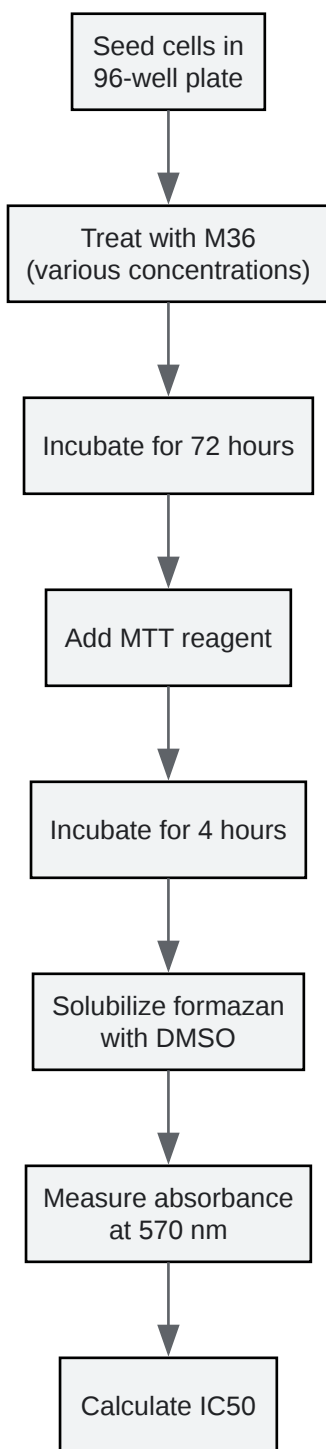 Seed cells in
96-well plate
Treat with M36
(various concentrations)
Incubate for 72 hours
Add MTT reagent
Incubate for 4 hours
Solubilize formazan
with DMSO
Measure absorbance
at 570 nm
Calculate IC50